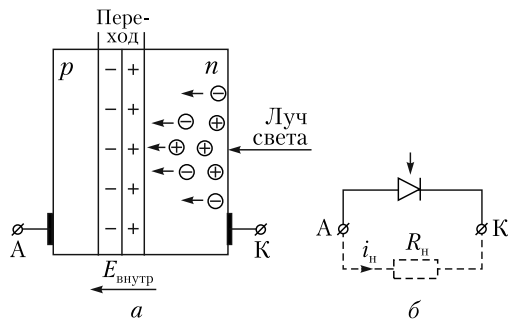 Пере-
ход
p
n
Луч
света
− +
− +
− +
− +
− +
А
К
Eвнутр
а
А
К
iн
Rн
б